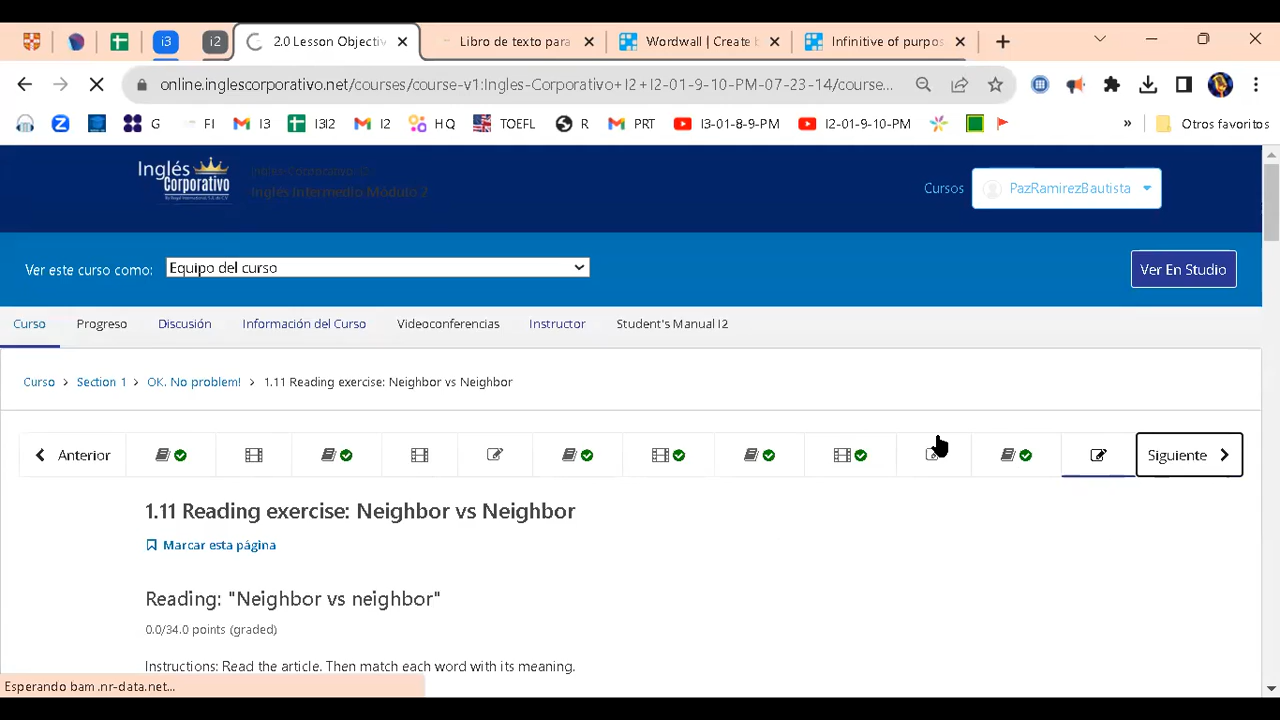 i3
i2
2.0 Lesson Objectiv
Libro de texto para
Wordwall | Create b
Infinitive of purpos
online.inglescorporativo.net/courses/course-v1:Ingles-Corporativo+I2+I2-01-9-10-PM-07-23-14/course...
G
FI
I3
I3I2
I2
HQ
TOEFL
R
PRT
I3-01-8-9-PM
I2-01-9-10-PM
»
Otros favoritos
Inglés
Corporativo
Inglés Intermedio Módulo 2
Cursos
PazRamirezBautista
Ver este curso como:
Equipo del curso
Ver En Studio
Curso
Progreso
Discusión
Información del Curso
Videoconferencias
Instructor
Student's Manual I2
Curso > Section 1 > OK. No problem! > 1.11 Reading exercise: Neighbor vs Neighbor
Anterior
Siguiente
1.11 Reading exercise: Neighbor vs Neighbor
Marcar esta página
Reading: "Neighbor vs neighbor"
0.0/34.0 points (graded)
Instructions: Read the article. Then match each word with its meaning.
Esperando bam .nr-data.net...